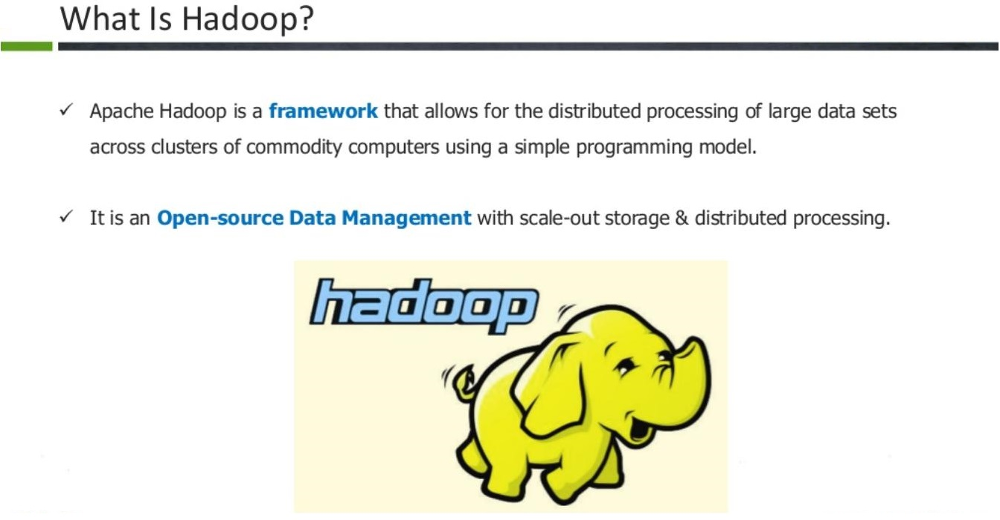 What Is Hadoop?
✓ Apache Hadoop is a framework that allows for the distributed processing of large data sets
across clusters of commodity computers using a simple programming model.
✓ It is an Open-source Data Management with scale-out storage & distributed processing.
hadoop